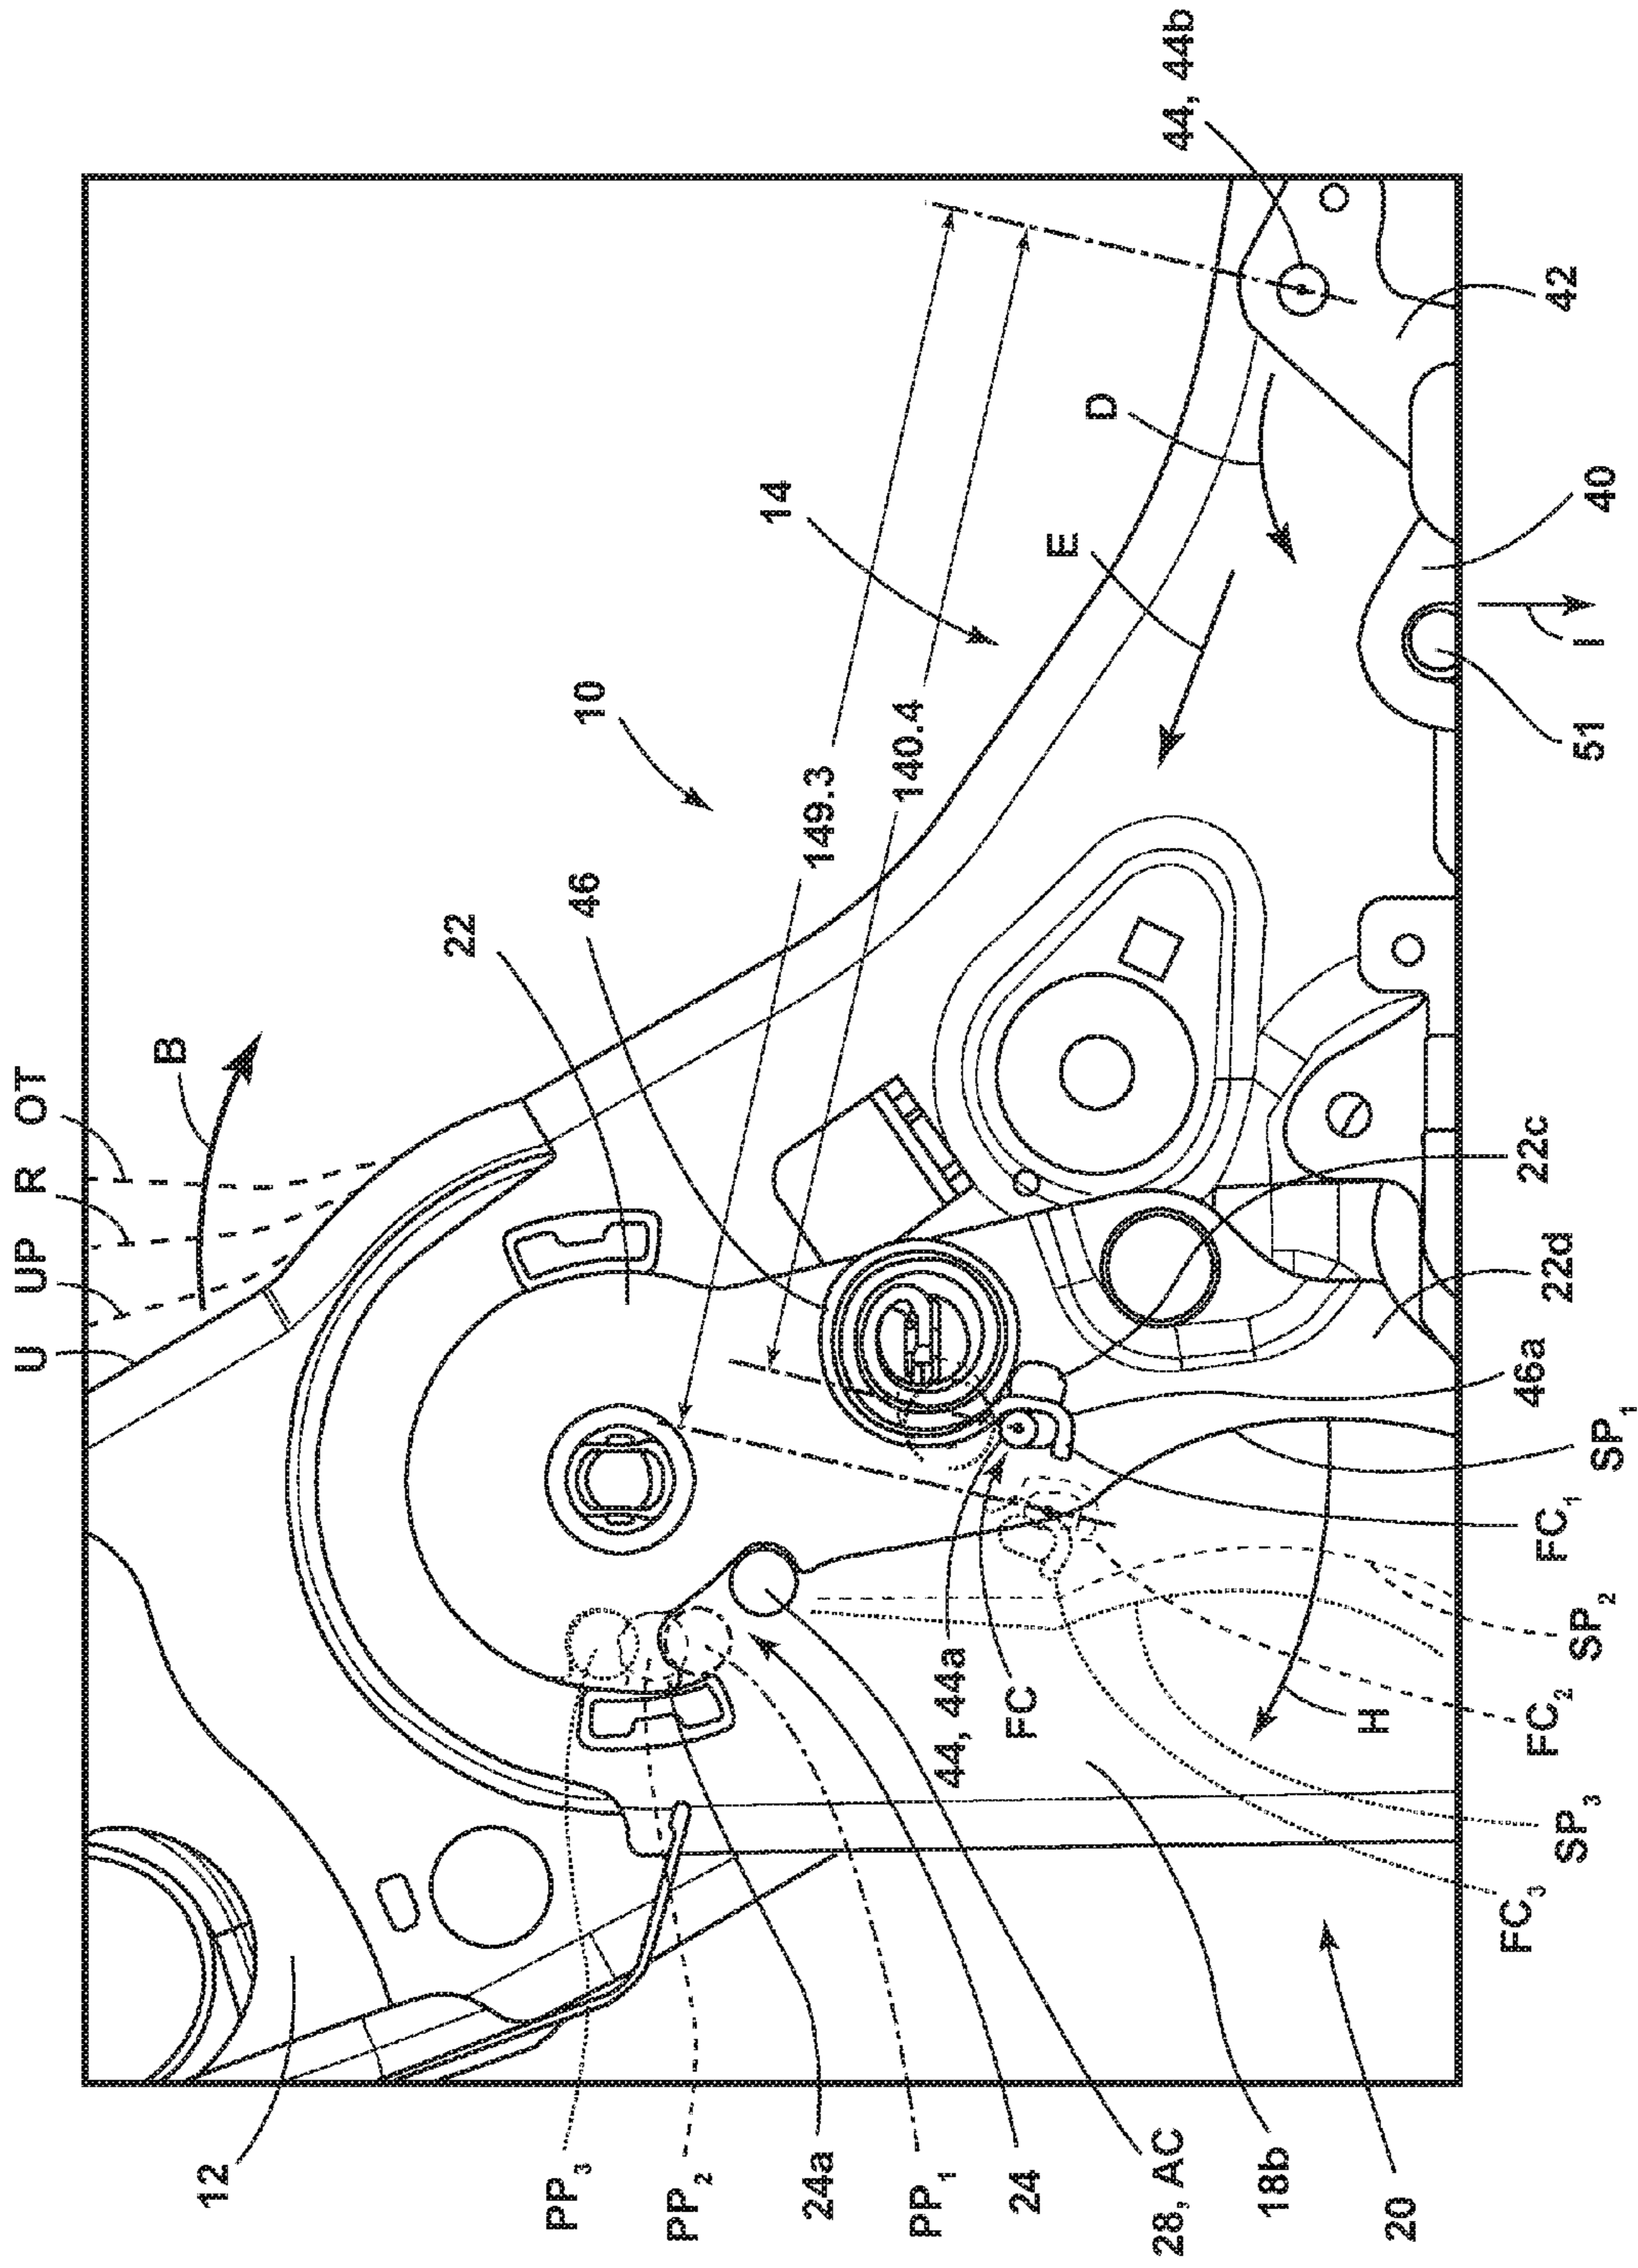 U
UP
R
OT
B
44, 44b
42
D
14
E
40
10
I
51
149.3
140.4
46
22
22c
22d
46a
SP1
FC1
SP2
FC2
H
SP3
FC3
44, 44a
FC
12
PP3
PP2
24a
PP1
24
28, AC
18b
20